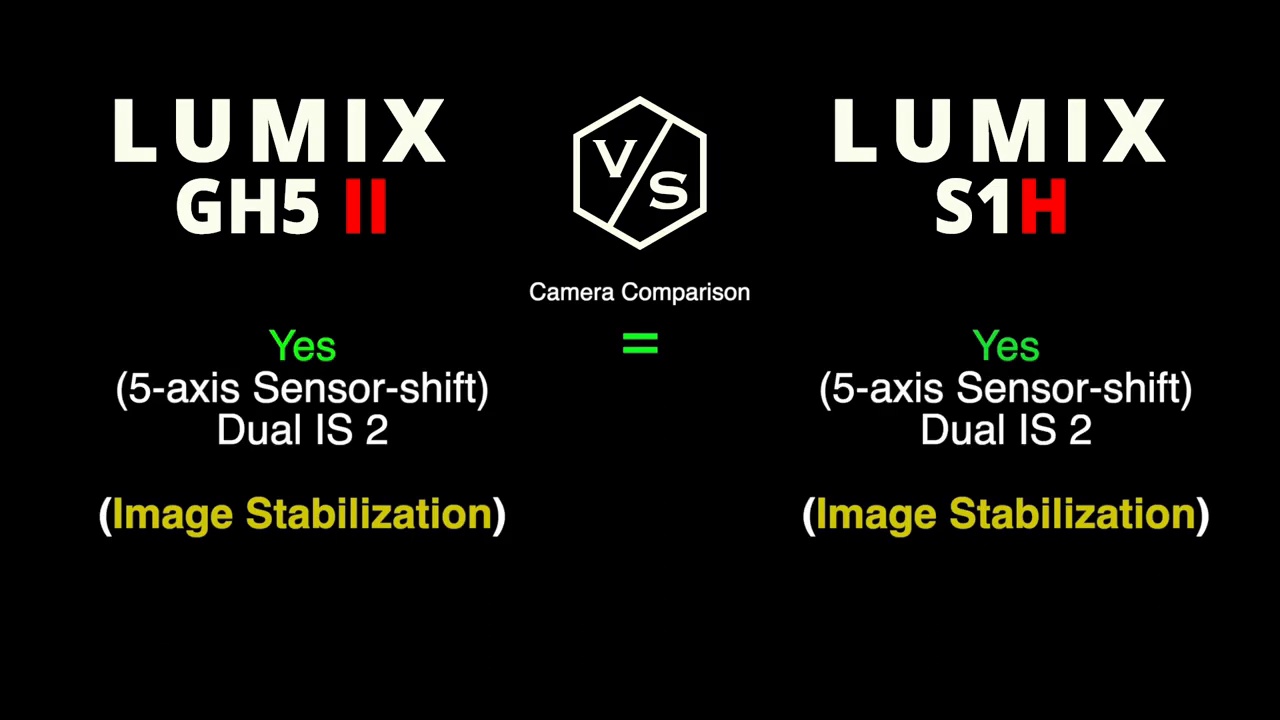 LUMIX
GH5 II
V/S
LUMIX
S1H
Camera Comparison
Yes
(5-axis Sensor-shift)
Dual IS 2
(Image Stabilization)
=
Yes
(5-axis Sensor-shift)
Dual IS 2
(Image Stabilization)